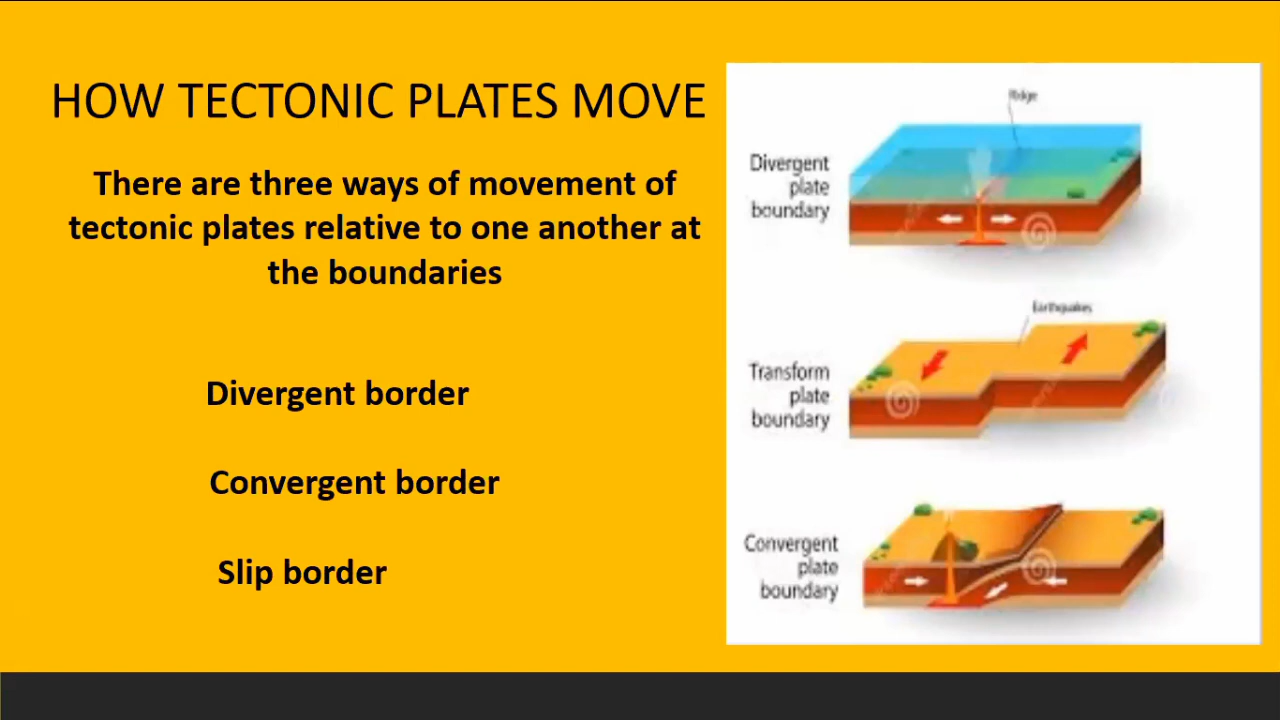 HOW TECTONIC PLATES MOVE
There are three ways of movement of
tectonic plates relative to one another at
the boundaries
Divergent border
Convergent border
Slip border
Ridge
Divergent
plate
boundary
Earthquakes
Transform
plate
boundary
Convergent
plate
boundary